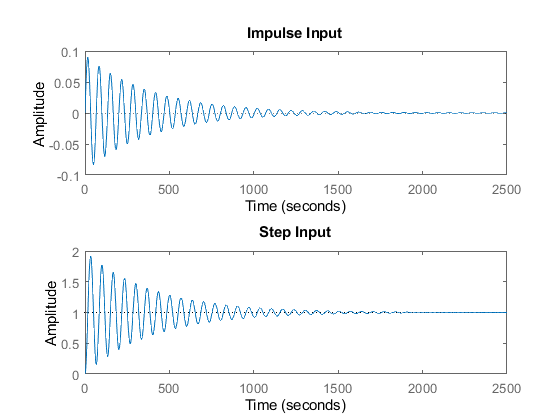 Impulse Input
0.1
0.05
0
-0.05
-0.1
Amplitude
0 500 1000 1500 2000 2500
Time (seconds)
Step Input
2
1.5
1
0.5
0
Amplitude
0 500 1000 1500 2000 2500
Time (seconds)